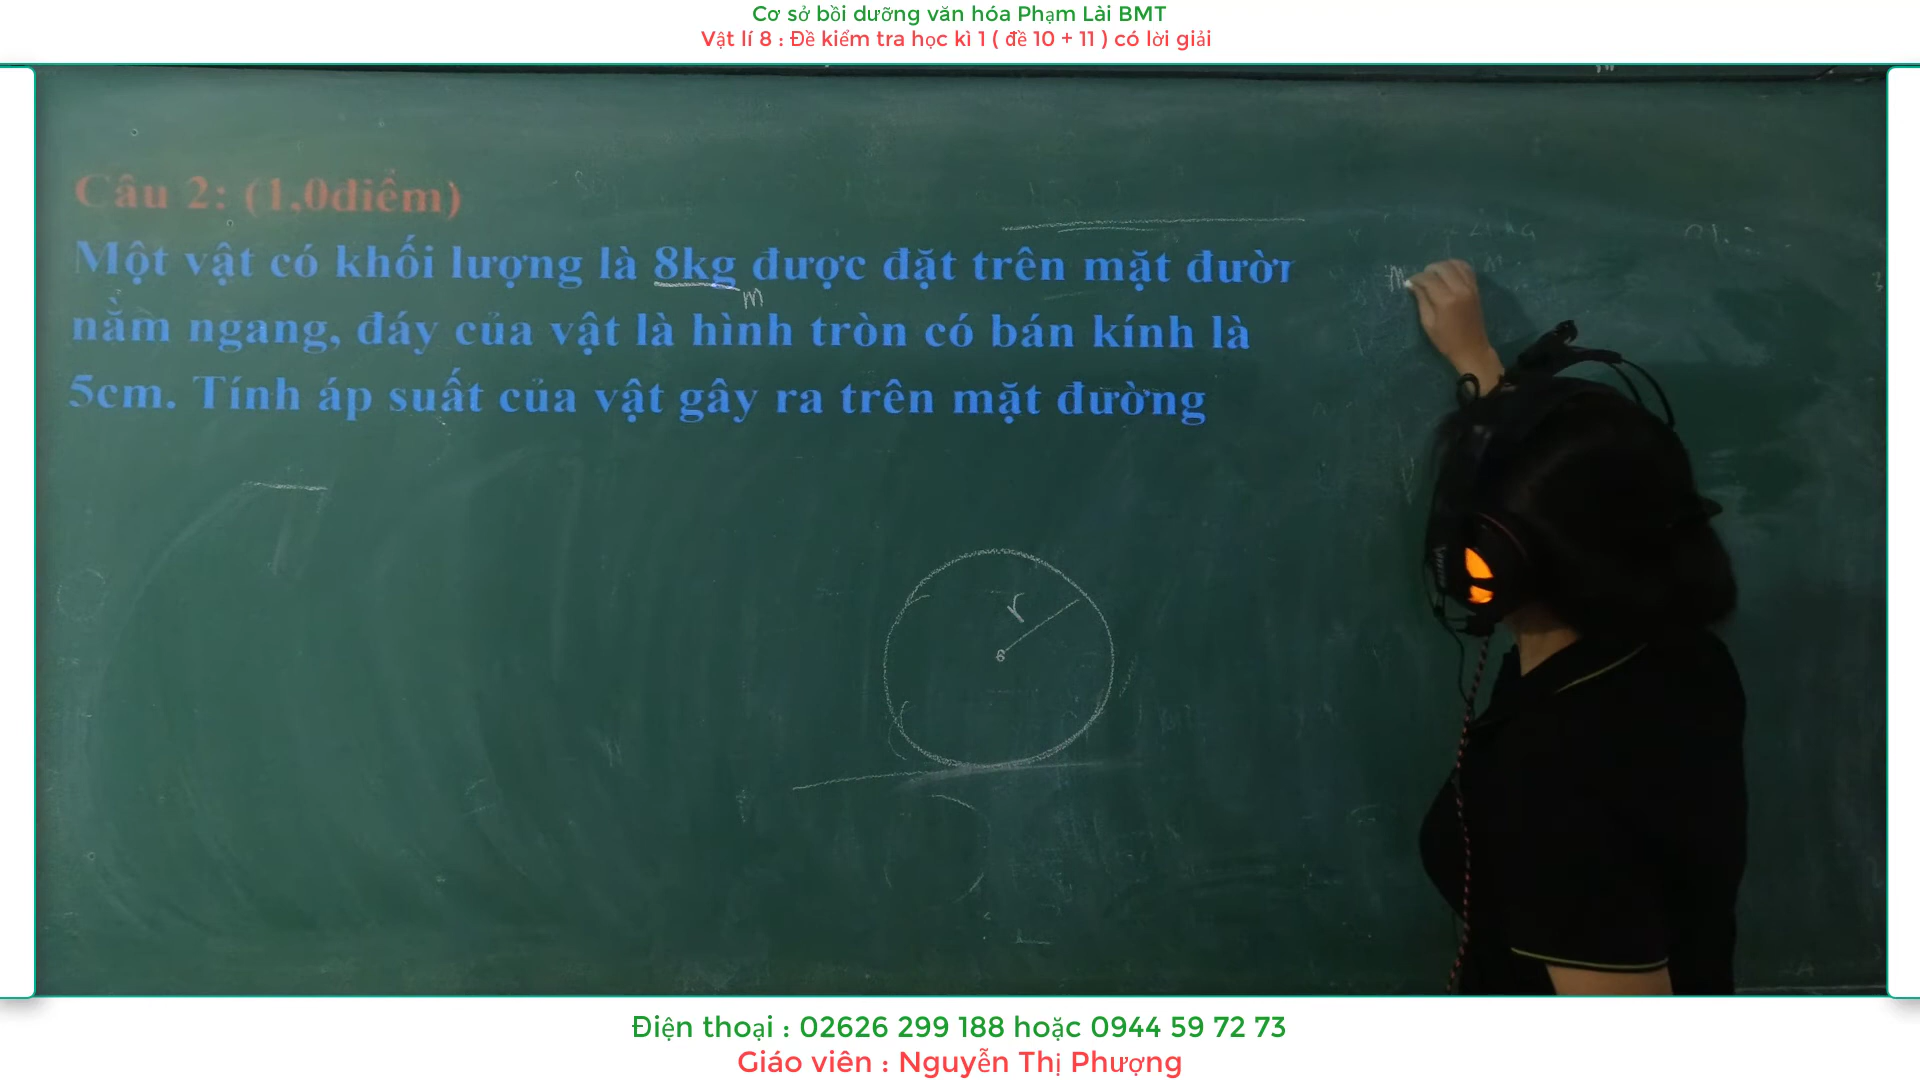 Cơ sở bồi dưỡng văn hóa Phạm Lài BMT
Vật lí 8 : Đề kiểm tra học kì 1 ( đề 10 + 11 ) có lời giải
Câu 2: (1,0điểm)
Một vật có khối lượng là 8kg được đặt trên mặt đườn
m
nằm ngang, đáy của vật là hình tròn có bán kính là
5cm. Tính áp suất của vật gây ra trên mặt đường
r
Điện thoại : 02626 299 188 hoặc 0944 59 72 73
Giáo viên : Nguyễn Thị Phượng